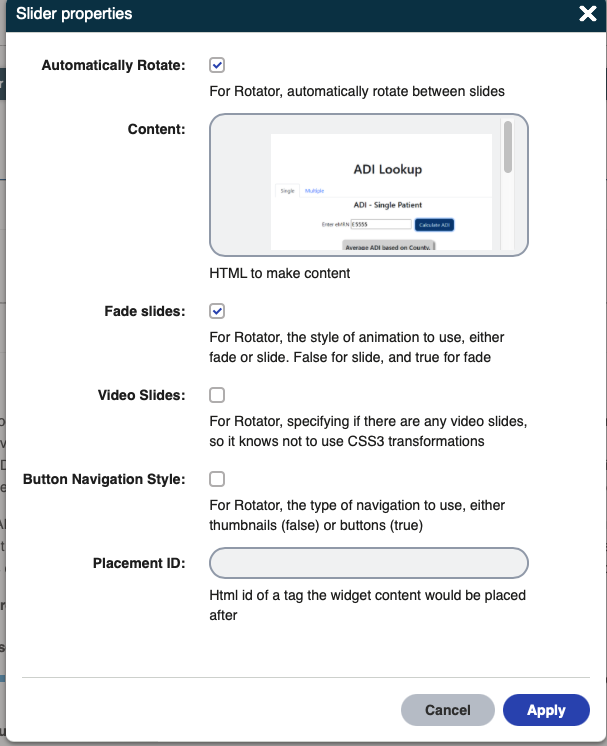 Slider properties
Automatically Rotate:
For Rotator, automatically rotate between slides
Content:
ADI Lookup
Single Multiple
ADI - Single Patient
Enter eMRN E5555 Calculate ADI
Average ADI based on County,
HTML to make content
Fade slides:
For Rotator, the style of animation to use, either
fade or slide. False for slide, and true for fade
Video Slides:
For Rotator, specifying if there are any video slides,
so it knows not to use CSS3 transformations
Button Navigation Style:
For Rotator, the type of navigation to use, either
thumbnails (false) or buttons (true)
Placement ID:
Html id of a tag the widget content would be placed
after
Cancel Apply